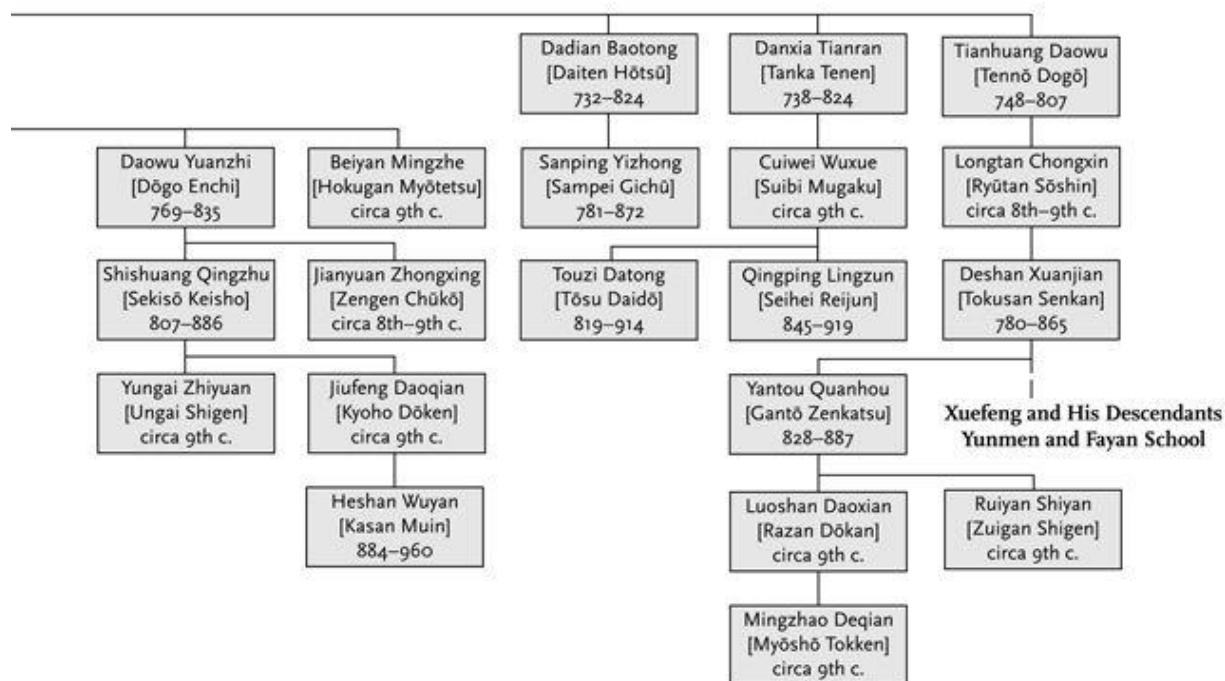 Dadian Baotong
[Daiten Hōtsū]
732–824
Danxia Tianran
[Tanka Tenen]
738–824
Tianhuang Daowu
[Tennō Dogō]
748–807
Daowu Yuanzhi
[Dōgo Enchi]
769–835
Beiyan Mingzhe
[Hokugan Myōtetsu]
circa 9th c.
Sanping Yizhong
[Sampei Gichū]
781–872
Cuiwei Wuxue
[Suibi Mugaku]
circa 9th c.
Longtan Chongxin
[Ryūtan Sōshin]
circa 8th–9th c.
Shishuang Qingzhu
[Sekisō Keisho]
807–886
Jianyuan Zhongxing
[Zengen Chūkō]
circa 8th–9th c.
Touzi Datong
[Tōsu Daidō]
819–914
Qingping Lingzun
[Seihei Reijun]
845–919
Deshan Xuanjian
[Tokusan Senkan]
780–865
Yungai Zhiyuan
[Ungai Shigen]
circa 9th c.
Jiufeng Daoqian
[Kyoho Dōken]
circa 9th c.
Yantou Quanhou
[Gantō Zenkatsu]
828–887
Xuefeng and His Descendants
Yunmen and Fayan School
Heshan Wuyan
[Kasan Muin]
884–960
Luoshan Daoxian
[Razan Dōkan]
circa 9th c.
Ruiyan Shiyan
[Zuigan Shigen]
circa 9th c.
Mingzhao Deqian
[Myōshō Tokken]
circa 9th c.